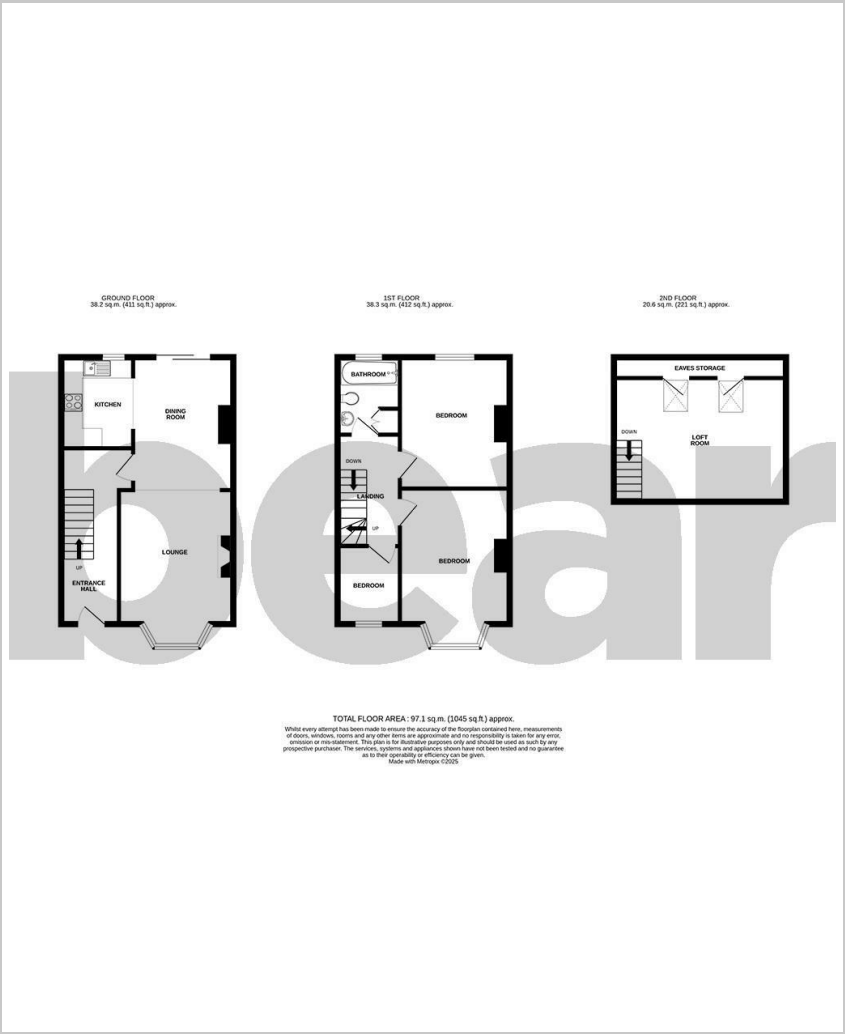 GROUND FLOOR
38.2 sq.m. (411 sq.ft.) approx.
1ST FLOOR
38.3 sq.m. (412 sq.ft.) approx.
2ND FLOOR
20.6 sq.m. (221 sq.ft.) approx.
KITCHEN
DINING
ROOM
LOUNGE
UP
ENTRANCE
HALL
BATHROOM
BEDROOM
DOWN
LANDING
UP
BEDROOM
BEDROOM
EAVES STORAGE
DOWN
LOFT
ROOM
bear
TOTAL FLOOR AREA : 97.1 sq.m. (1045 sq.ft.) approx.
Whilst every attempt has been made to ensure the accuracy of the floorplan contained here, measurements
of doors, windows, rooms and any other items are approximate and no responsibility is taken for any error,
omission or mis-statement. This plan is for illustrative purposes only and should be used as such by any
prospective purchaser. The services, systems and appliances shown have not been tested and no guarantee
as to their operability or efficiency can be given.
Made with Metropix ©2025